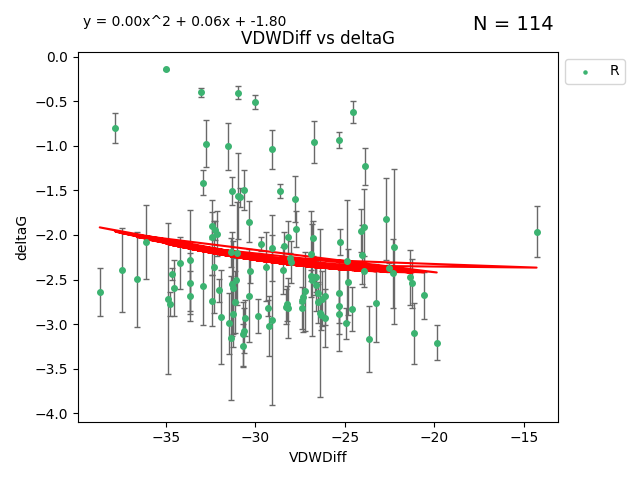 y = 0.00x^2 + 0.06x + -1.80
N = 114
VDWDiff vs deltaG
R
deltaG
0.0
−0.5
−1.0
−1.5
−2.0
−2.5
−3.0
−3.5
−4.0
−35 −30 −25 −20 −15
VDWDiff